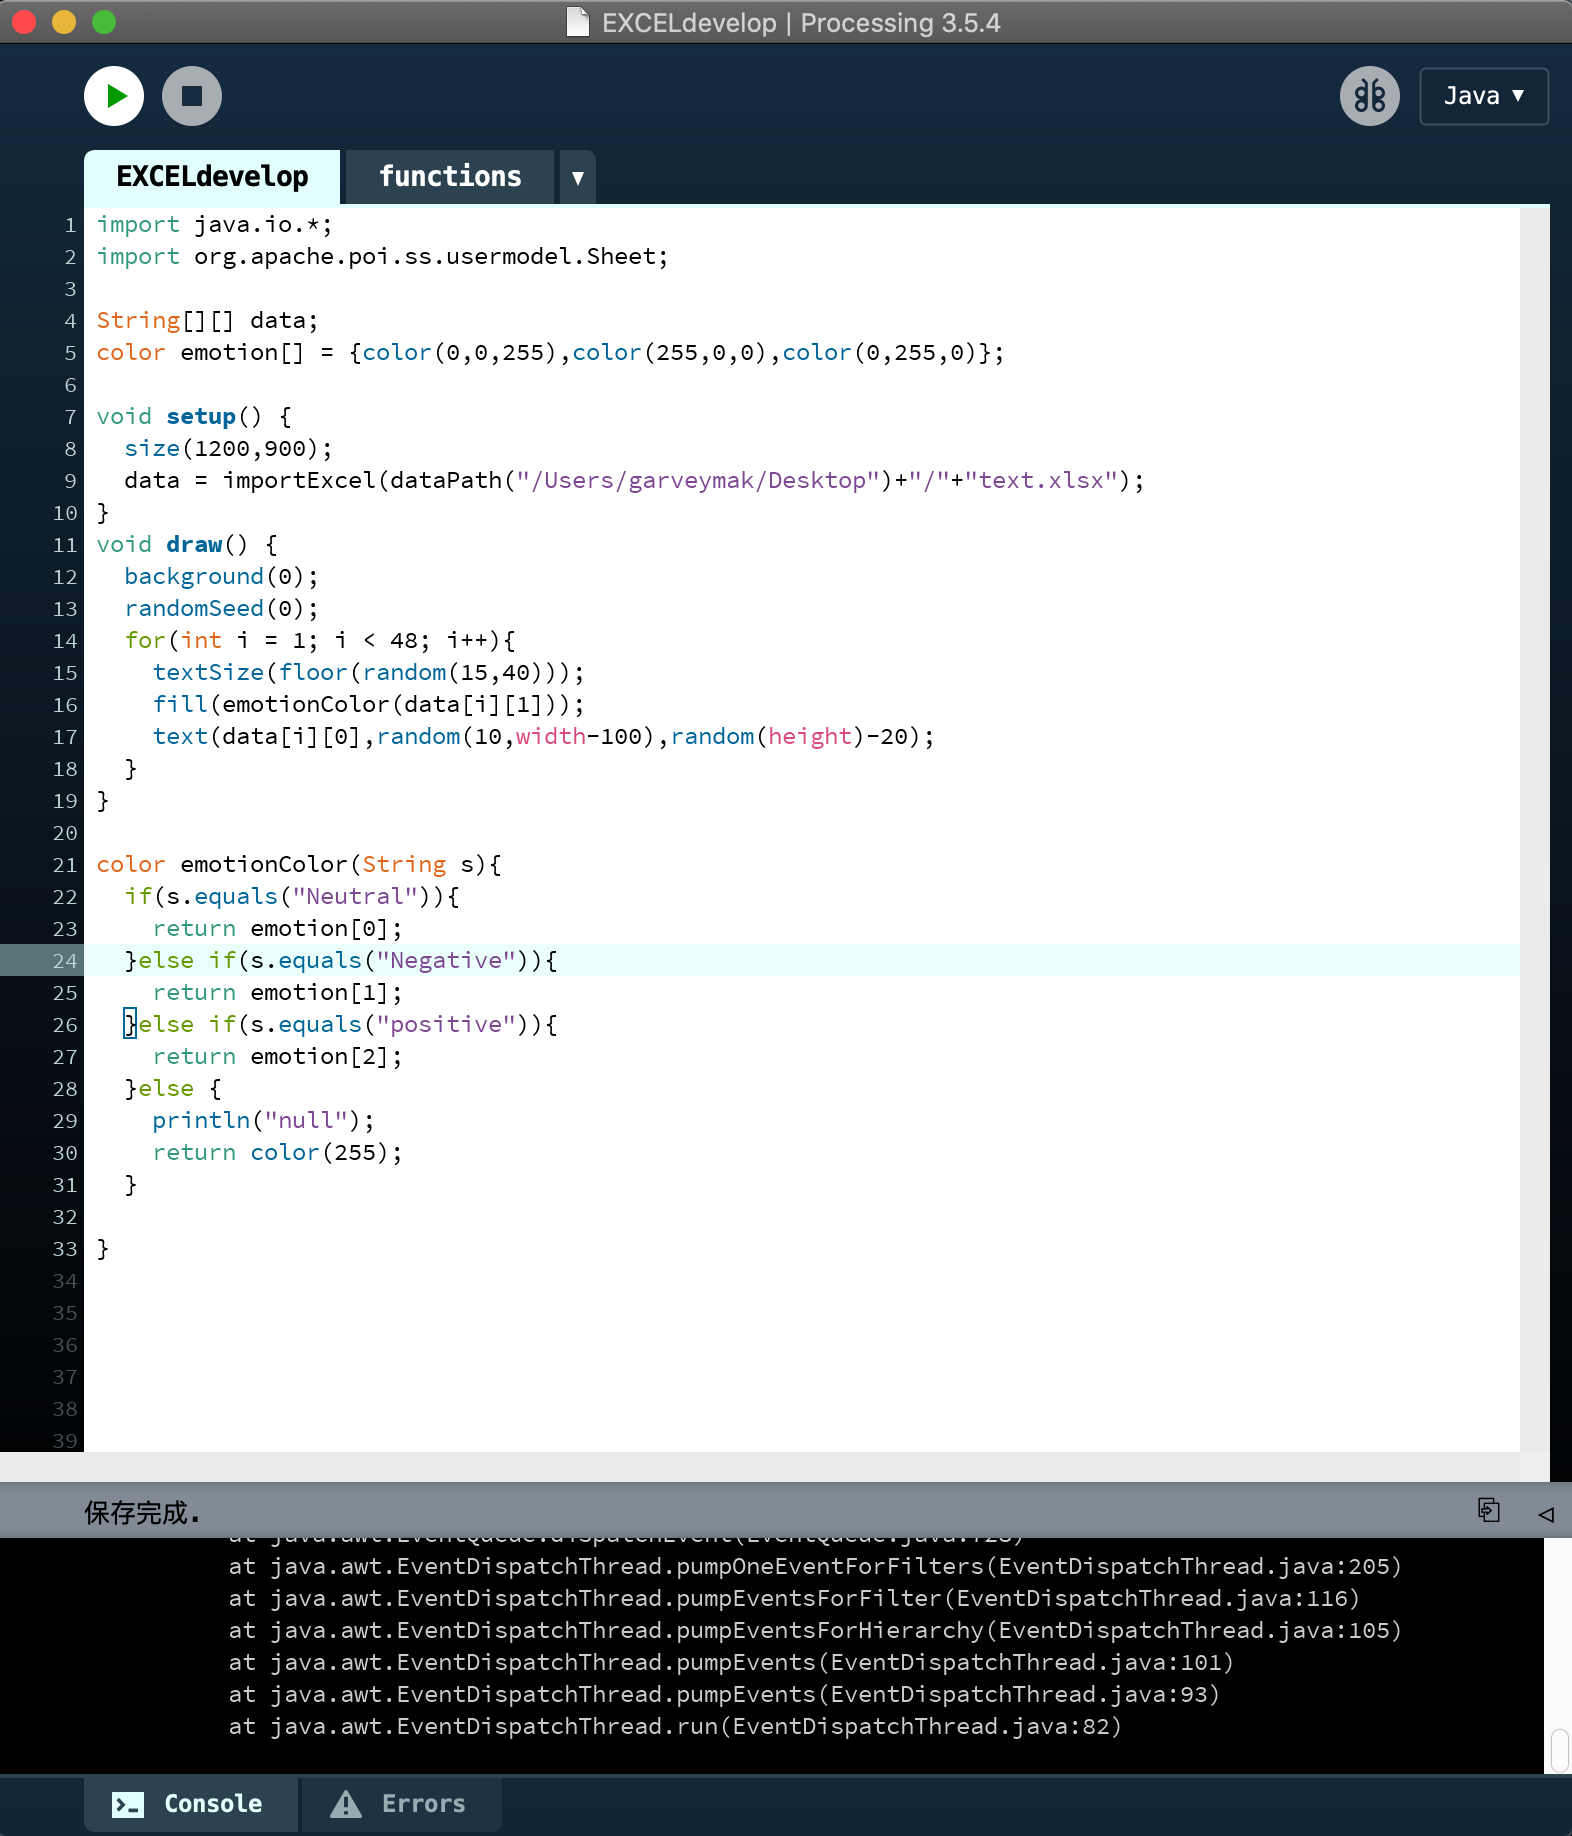 EXCELdevelop | Processing 3.5.4
Java ▼
EXCELdevelop functions ▼
1 import java.io.*;
2 import org.apache.poi.ss.usermodel.Sheet;
3
4 String[][] data;
5 color emotion[] = {color(0,0,255),color(255,0,0),color(0,255,0)};
6
7 void setup() {
8   size(1200,900);
9   data = importExcel(dataPath("/Users/garveymak/Desktop")+"/"+"text.xlsx");
10 }
11 void draw() {
12   background(0);
13   randomSeed(0);
14   for(int i = 1; i < 48; i++){
15     textSize(floor(random(15,40)));
16     fill(emotionColor(data[i][1]));
17     text(data[i][0],random(10,width-100),random(height)-20);
18   }
19 }
20
21 color emotionColor(String s){
22   if(s.equals("Neutral")){
23     return emotion[0];
24   }else if(s.equals("Negative")){
25     return emotion[1];
26   }else if(s.equals("positive")){
27     return emotion[2];
28   }else {
29     println("null");
30     return color(255);
31   }
32
33 }
34
35
36
37
38
39
保存完成.
at java.awt.EventQueue.dispatchEvent(EventQueue.java:728)
at java.awt.EventDispatchThread.pumpOneEventForFilters(EventDispatchThread.java:205)
at java.awt.EventDispatchThread.pumpEventsForFilter(EventDispatchThread.java:116)
at java.awt.EventDispatchThread.pumpEventsForHierarchy(EventDispatchThread.java:105)
at java.awt.EventDispatchThread.pumpEvents(EventDispatchThread.java:101)
at java.awt.EventDispatchThread.pumpEvents(EventDispatchThread.java:93)
at java.awt.EventDispatchThread.run(EventDispatchThread.java:82)
Console Errors